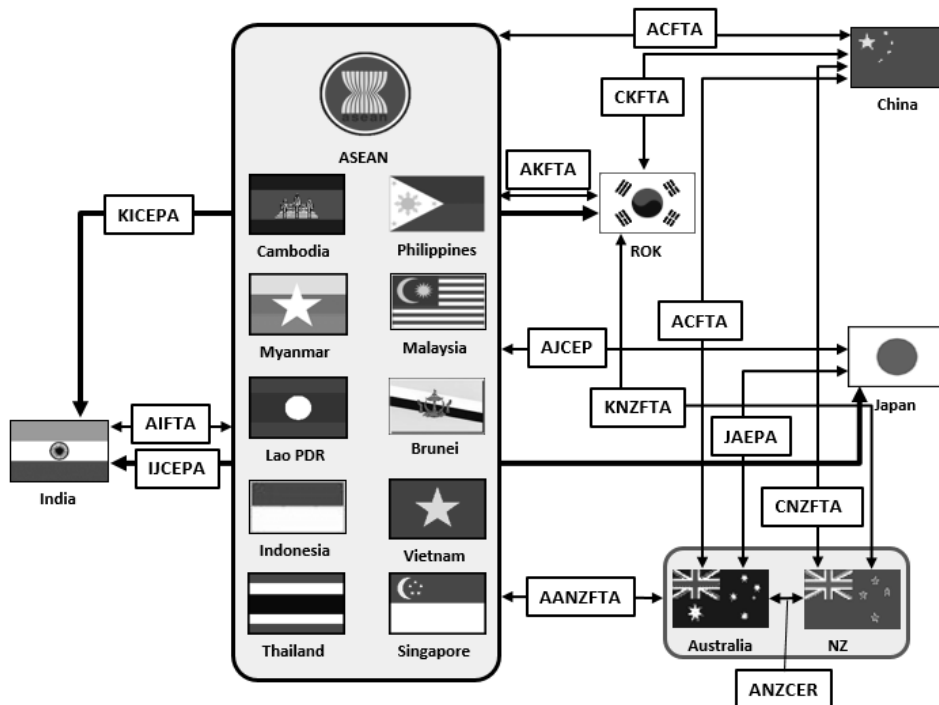 ACFTA
CKFTA
China
asean
ASEAN
AKFTA
KICEPA
Cambodia
Philippines
ROK
ACFTA
Myanmar
Malaysia
AJCEP
KNZFTA
Japan
AIFTA
JAEPA
Lao PDR
Brunei
IJCEPA
India
CNZFTA
Indonesia
Vietnam
AANZFTA
Thailand
Singapore
Australia
NZ
ANZCER